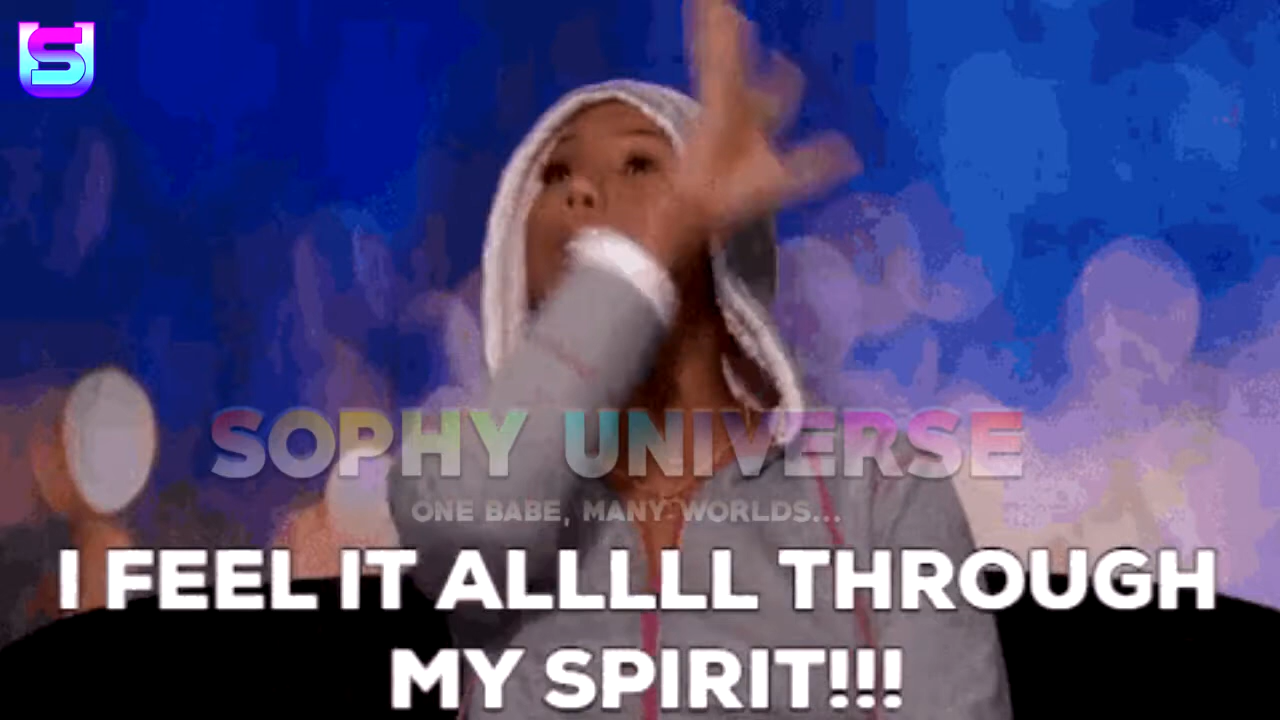 S
SOPHY UNIVERSE
ONE BABE, MANY WORLDS...
I FEEL IT ALLLLL THROUGH
MY SPIRIT!!!